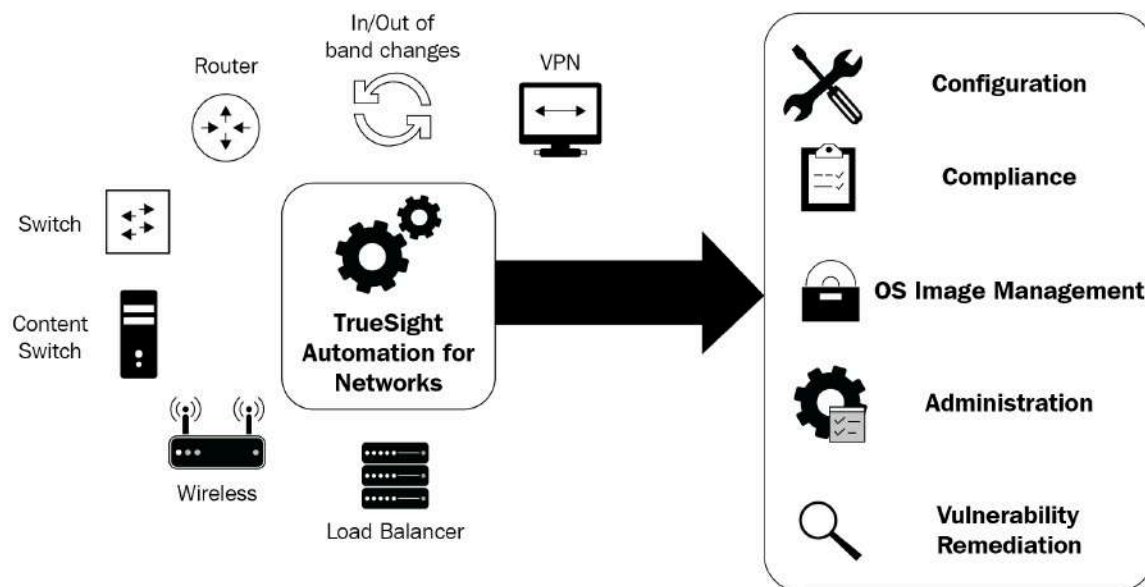 In/Out of
band changes
Router
VPN
Switch
Content
Switch
Wireless
Load Balancer
TrueSight
Automation for
Networks
Configuration
Compliance
OS Image Management
Administration
Vulnerability
Remediation